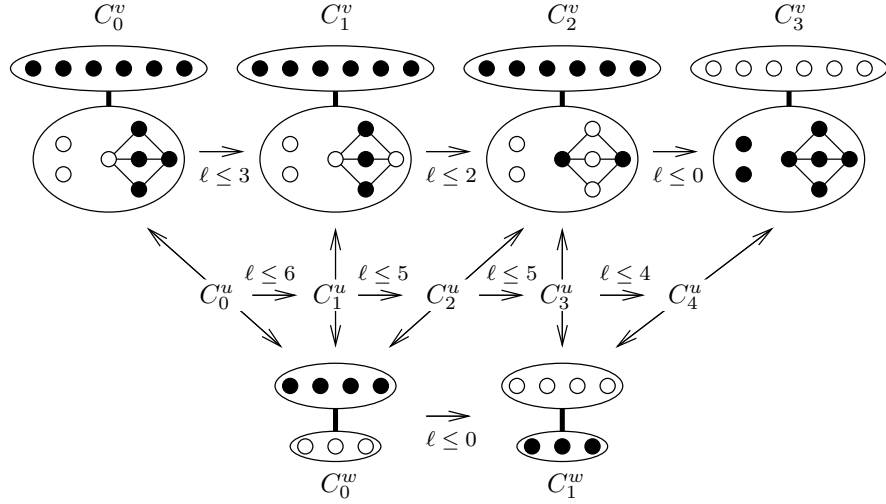 C_0^v C_1^v C_2^v C_3^v
ℓ ≤ 3 ℓ ≤ 2 ℓ ≤ 0
ℓ ≤ 6 ℓ ≤ 5 ℓ ≤ 5 ℓ ≤ 4
C_0^u C_1^u C_2^u C_3^u C_4^u
ℓ ≤ 0
C_0^w C_1^w